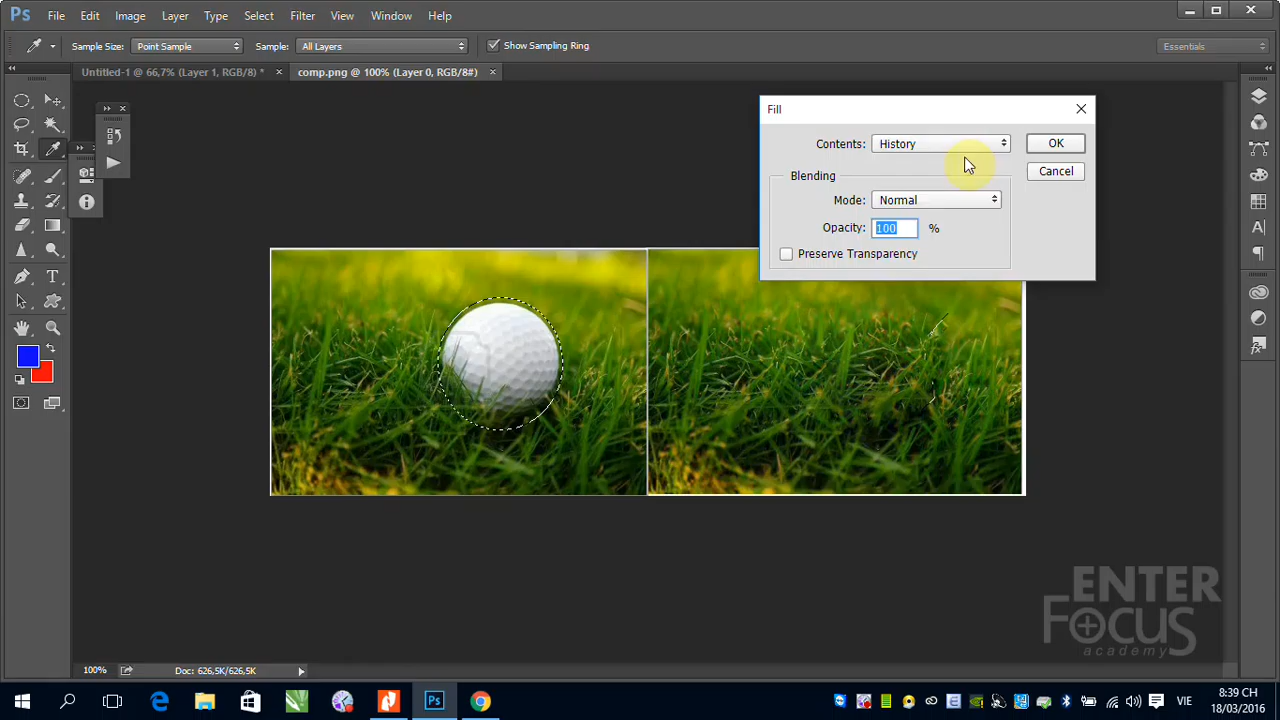 Ps File Edit Image Layer Type Select Filter View Window Help
Sample Size: Point Sample Sample: All Layers Show Sampling Ring Essentials
Untitled-1 @ 66,7% (Layer 1, RGB/8) * × comp.png @ 100% (Layer 0, RGB/8#) ×
Fill
Contents: History OK
Blending Cancel
Mode: Normal
Opacity: 100 %
Preserve Transparency
ENTER
FOCUS
academy
100% Doc: 626,5K/626,5K
Ps VIE 8:39 CH
18/03/2016